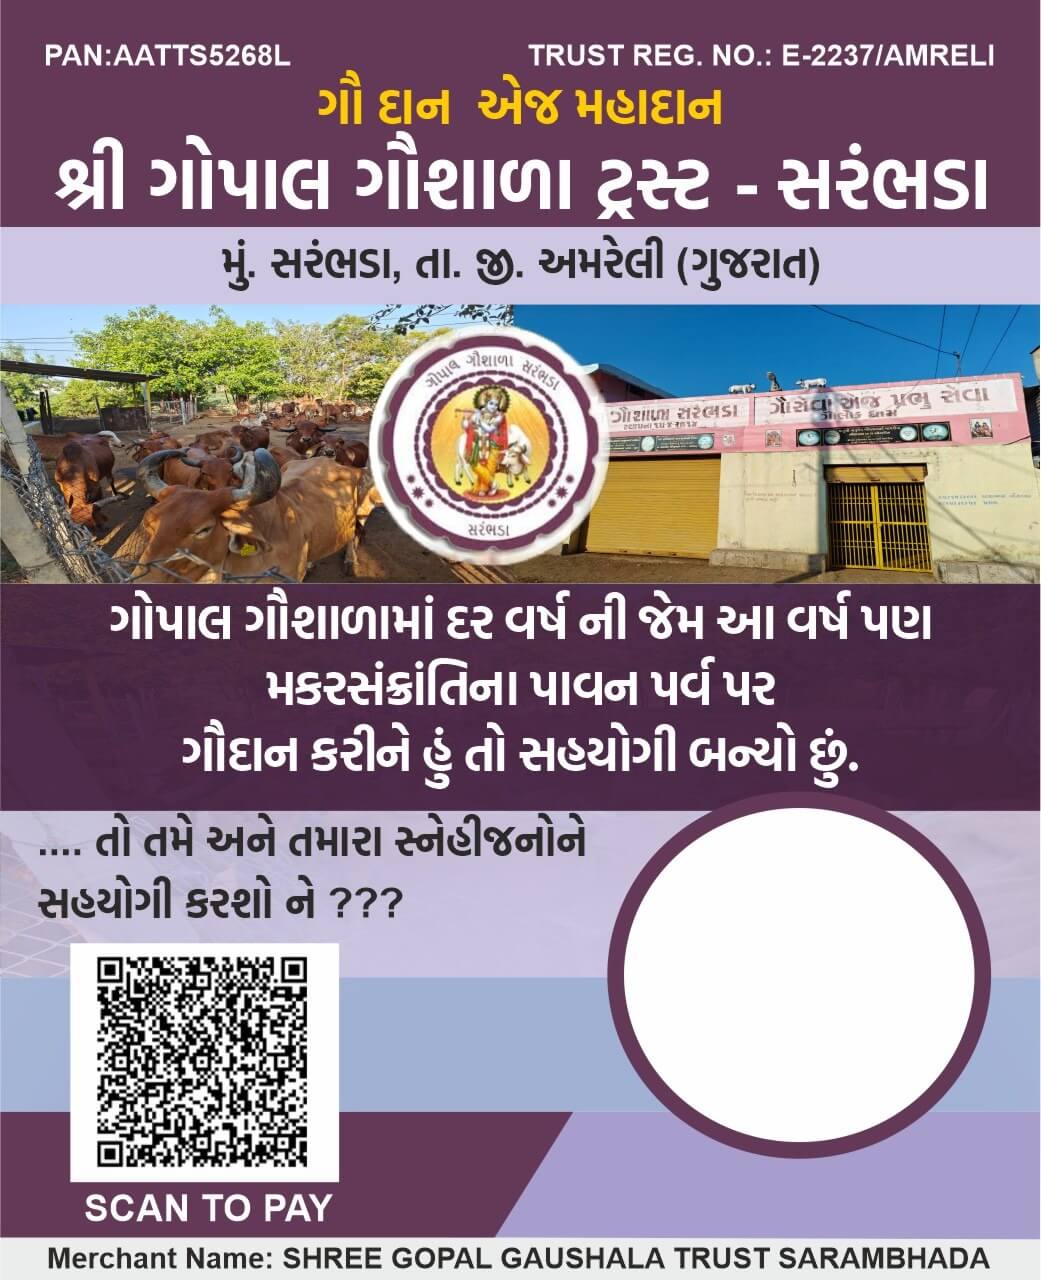 PAN:AATTS5268L TRUST REG. NO.: E-2237/AMRELI
ગૌ દાન એજ મહાદાન
શ્રી ગોપાલ ગૌશાળા ટ્રસ્ટ - સરંભડા
મું. સરંભડા, તા. જી. અમરેલી (ગુજરાત)
ગોપાલ ગૌશાળા સરંભડા
સરંભડા
ગૌશાળા સરંભડા
ગૌસેવા એજ પ્રભુ સેવા
ગોપાલ ગૌશાળામાં દર વર્ષ ની જેમ આ વર્ષ પણ
મકરસંક્રાંતિના પાવન પર્વ પર
ગૌદાન કરીને હું તો સહયોગી બન્યો છું.
.... તો તમે અને તમારા સ્નેહીજનોને
સહયોગી કરશો ને ???
SCAN TO PAY
Merchant Name: SHREE GOPAL GAUSHALA TRUST SARAMBHADA